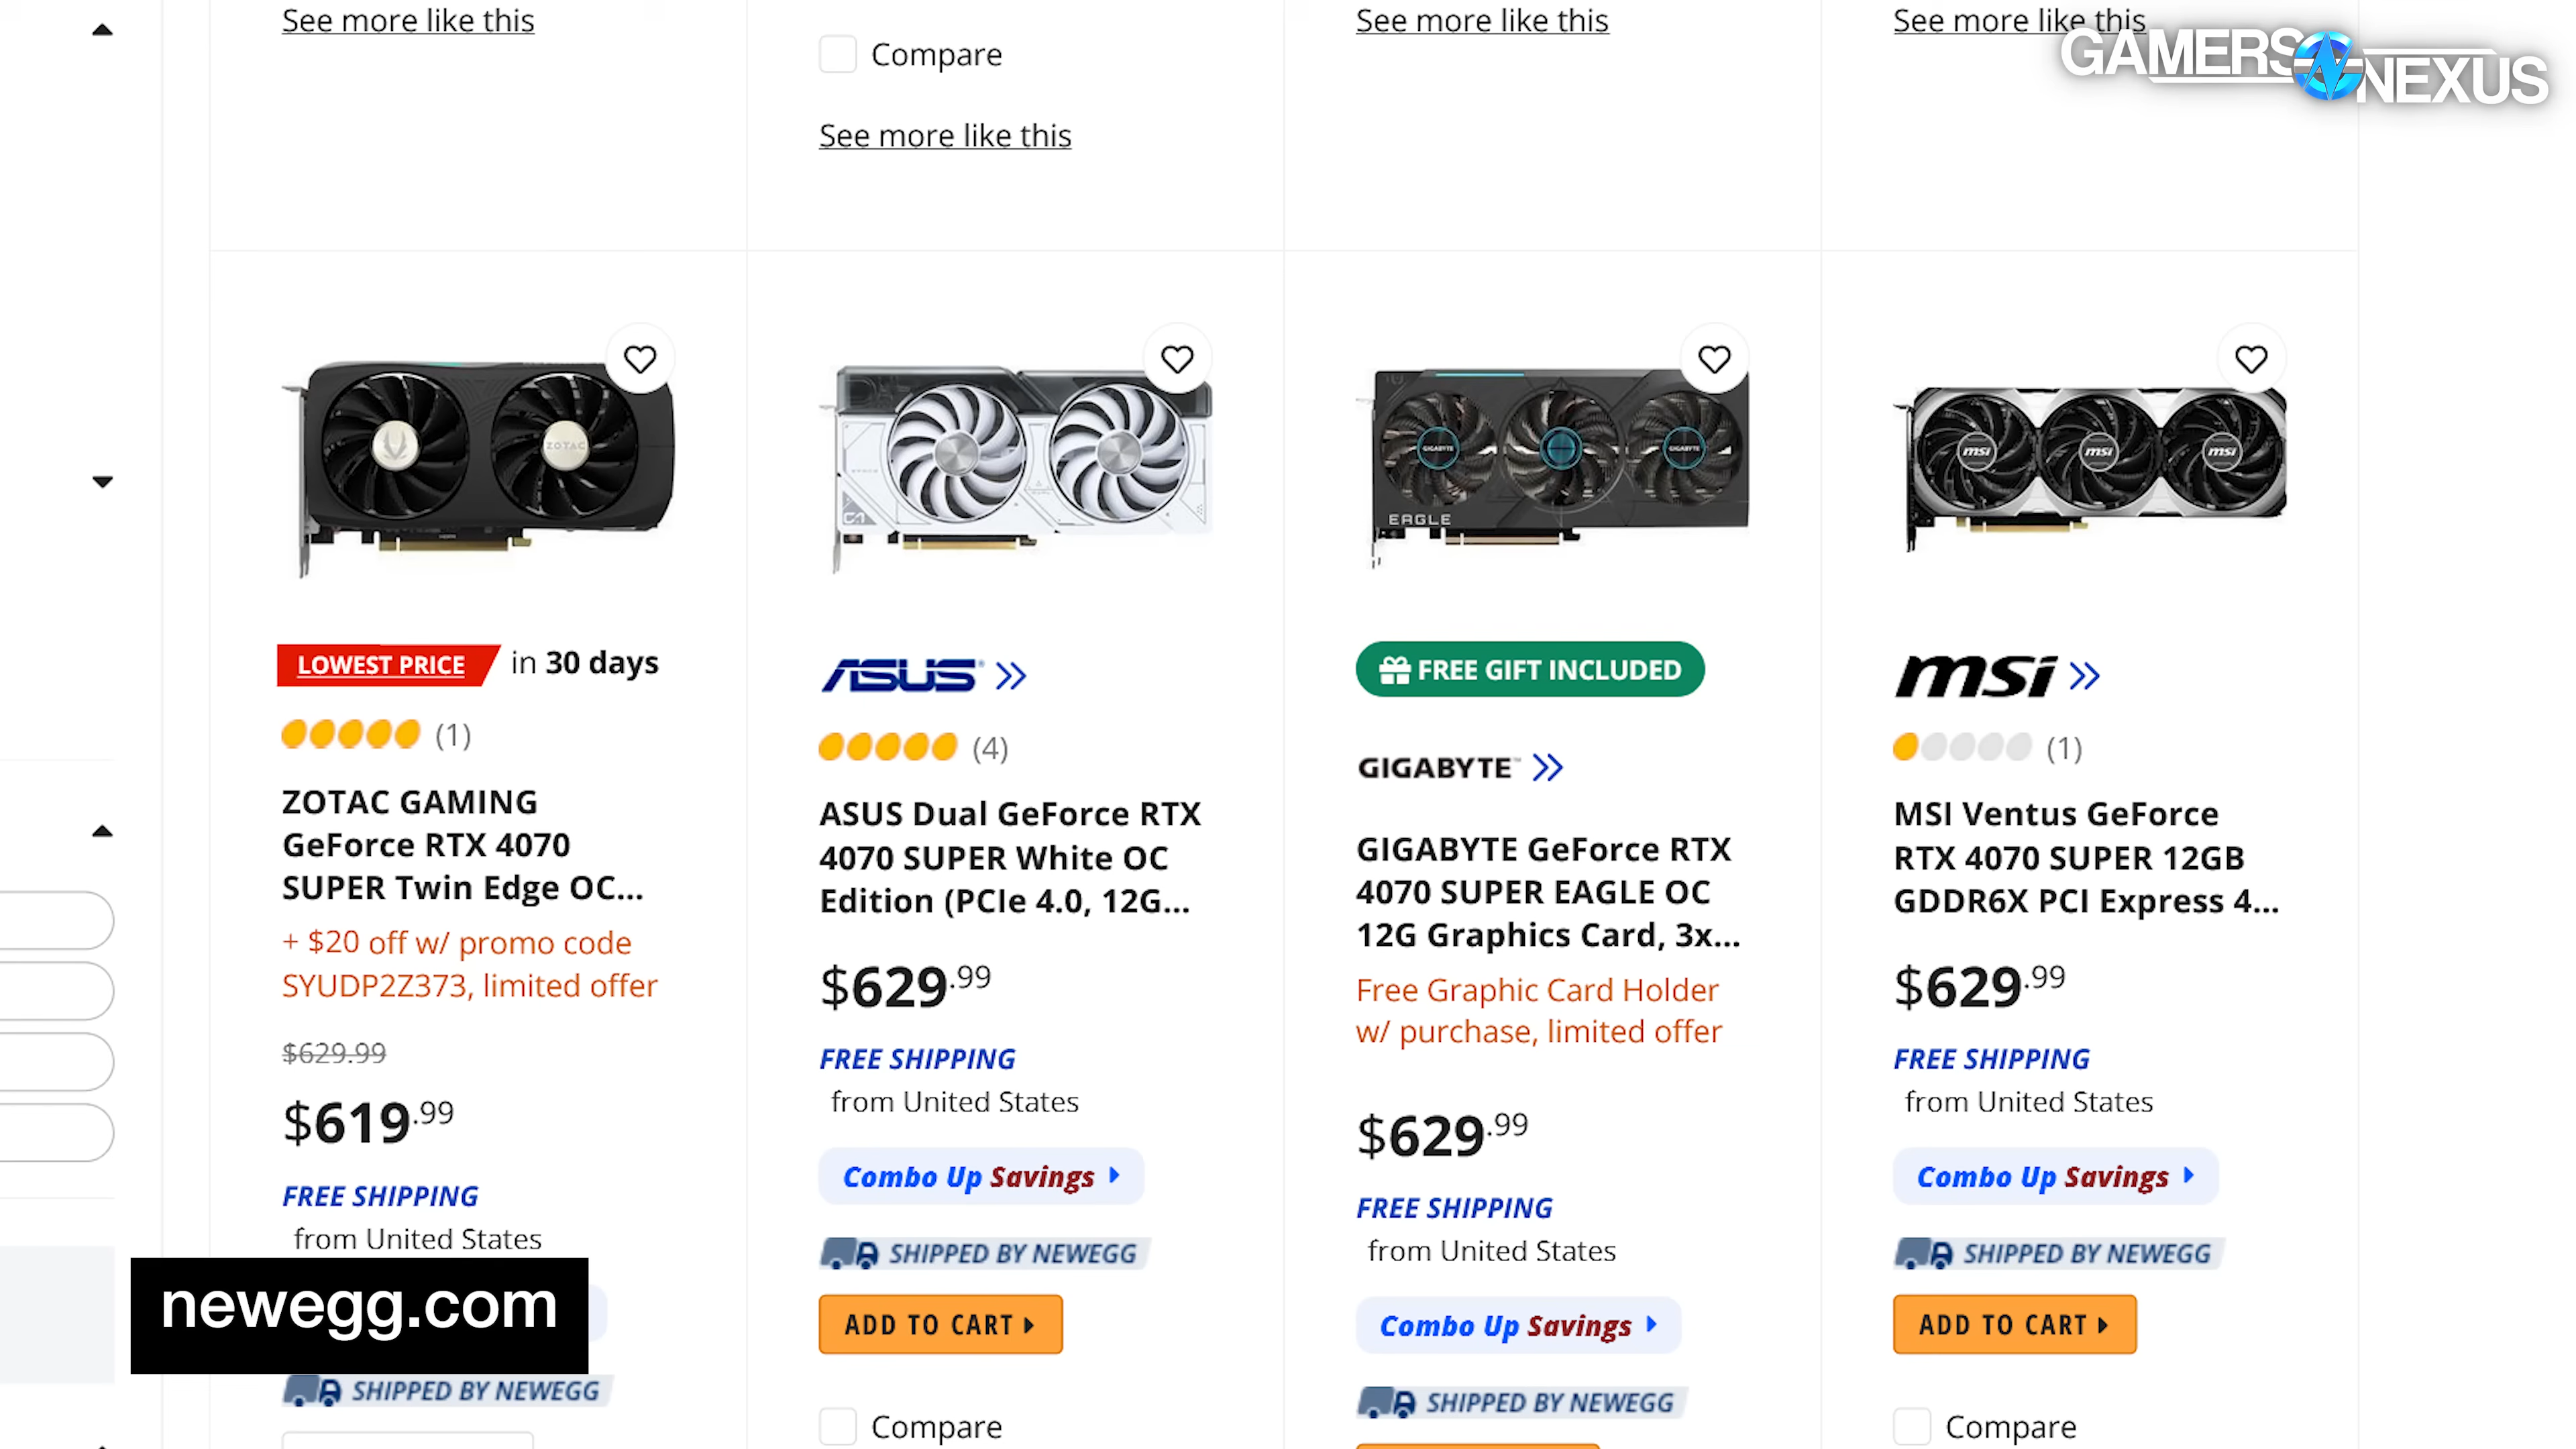 See more like this
Compare
See more like this
See more like this
See more like this
GAMERS NEXUS
ZOTAC
GIGABYTE
GIGABYTE
EAGLE
msi
msi
msi
LOWEST PRICE in 30 days
(1)
ZOTAC GAMING
GeForce RTX 4070
SUPER Twin Edge OC...
+ $20 off w/ promo code
SYUDP2Z373, limited offer
$629.99
$619.99
FREE SHIPPING
from United States
newegg.com
SHIPPED BY NEWEGG
ASUS
(4)
ASUS Dual GeForce RTX
4070 SUPER White OC
Edition (PCIe 4.0, 12G...
$629.99
FREE SHIPPING
from United States
Combo Up Savings
SHIPPED BY NEWEGG
ADD TO CART
Compare
FREE GIFT INCLUDED
GIGABYTE™
GIGABYTE GeForce RTX
4070 SUPER EAGLE OC
12G Graphics Card, 3x...
Free Graphic Card Holder
w/ purchase, limited offer
$629.99
FREE SHIPPING
from United States
Combo Up Savings
SHIPPED BY NEWEGG
msi
(1)
MSI Ventus GeForce
RTX 4070 SUPER 12GB
GDDR6X PCI Express 4...
$629.99
FREE SHIPPING
from United States
Combo Up Savings
SHIPPED BY NEWEGG
ADD TO CART
Compare